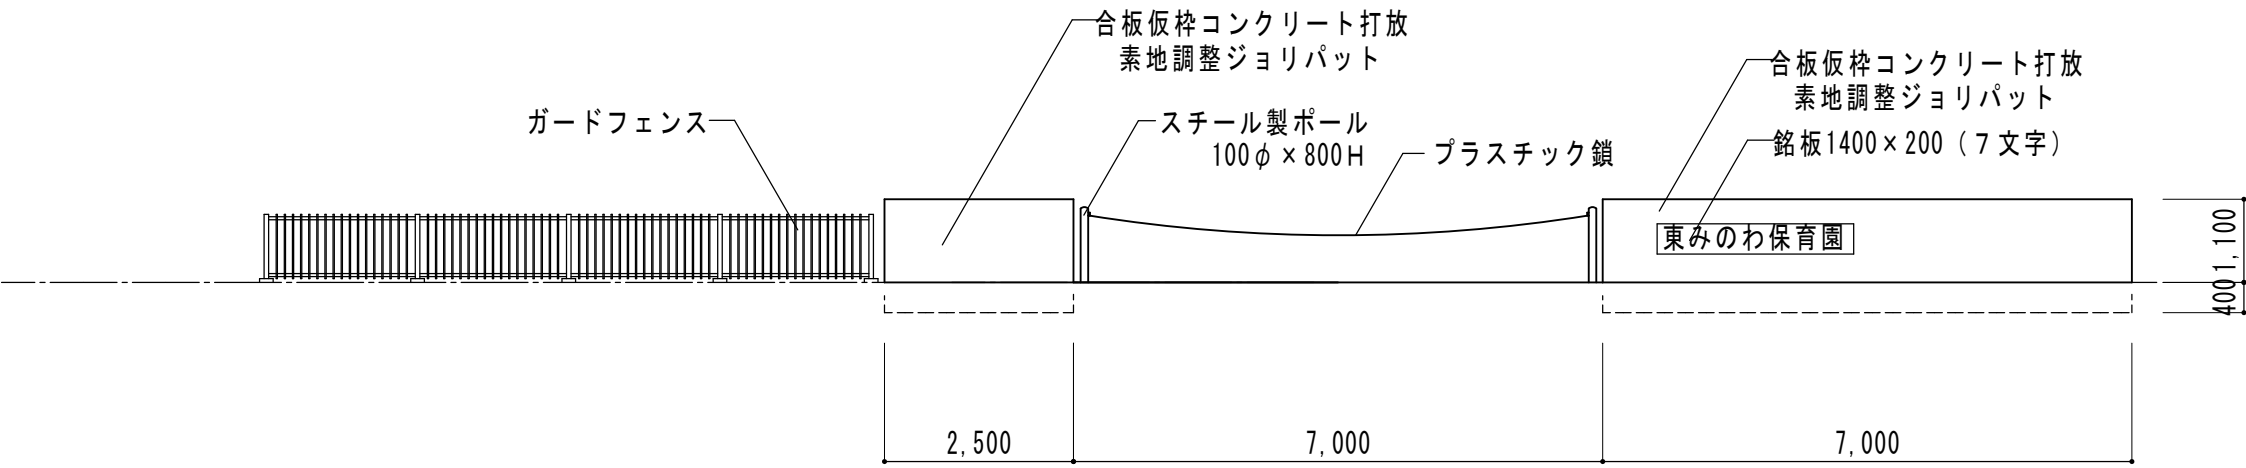 合板仮枠コンクリート打放
素地調整ジョリパット
合板仮枠コンクリート打放
素地調整ジョリパット
ガードフェンス
スチール製ポール
100φ×800H
プラスチック鎖
銘板1400×200（７文字）
東みのわ保育園
1,100
400
2,500
7,000
7,000